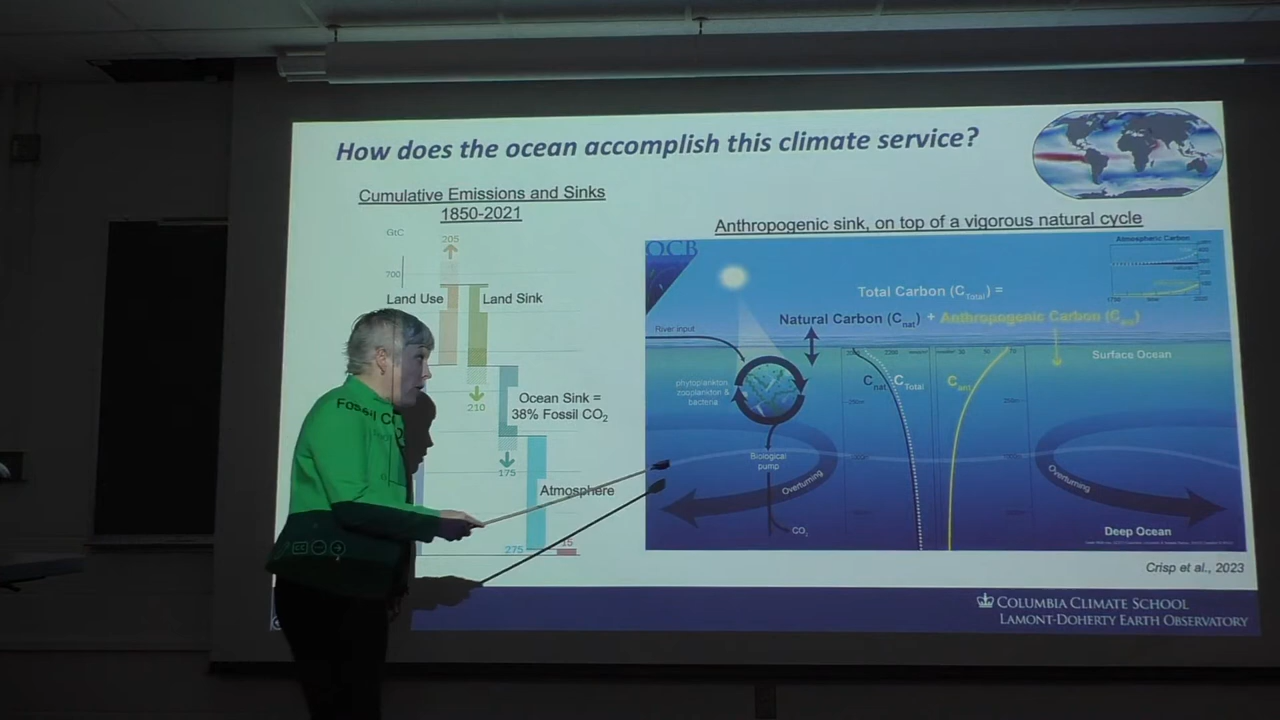 How does the ocean accomplish this climate service?
Cumulative Emissions and Sinks
1850-2021
GtC
205
700
Land Use
Land Sink
210
Ocean Sink =
38% Fossil CO₂
175
Atmosphere
275
15
Anthropogenic sink, on top of a vigorous natural cycle
OCB
Atmospheric Carbon
Total Carbon (CTotal) =
Natural Carbon (Cnat) + Anthropogenic Carbon (Cant)
River input
Surface Ocean
phytoplankton
zooplankton &
bacteria
Cnat
CTotal
Cant
Biological
pump
Overturning
Overturning
CO₂
Deep Ocean
Crisp et al., 2023
COLUMBIA CLIMATE SCHOOL
LAMONT-DOHERTY EARTH OBSERVATORY